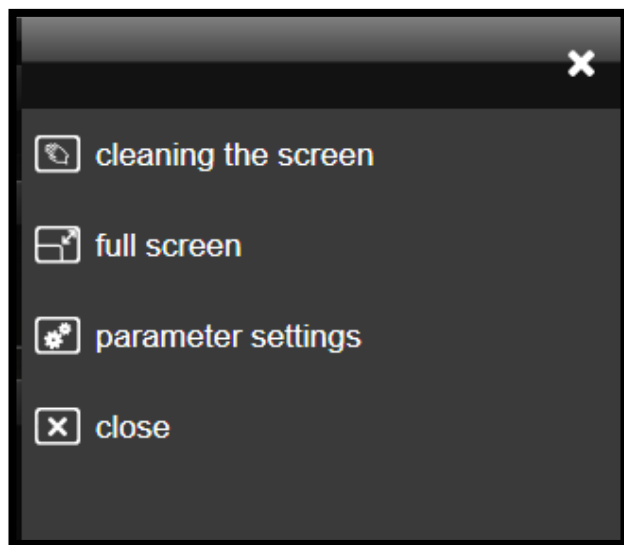 cleaning the screen
full screen
parameter settings
close